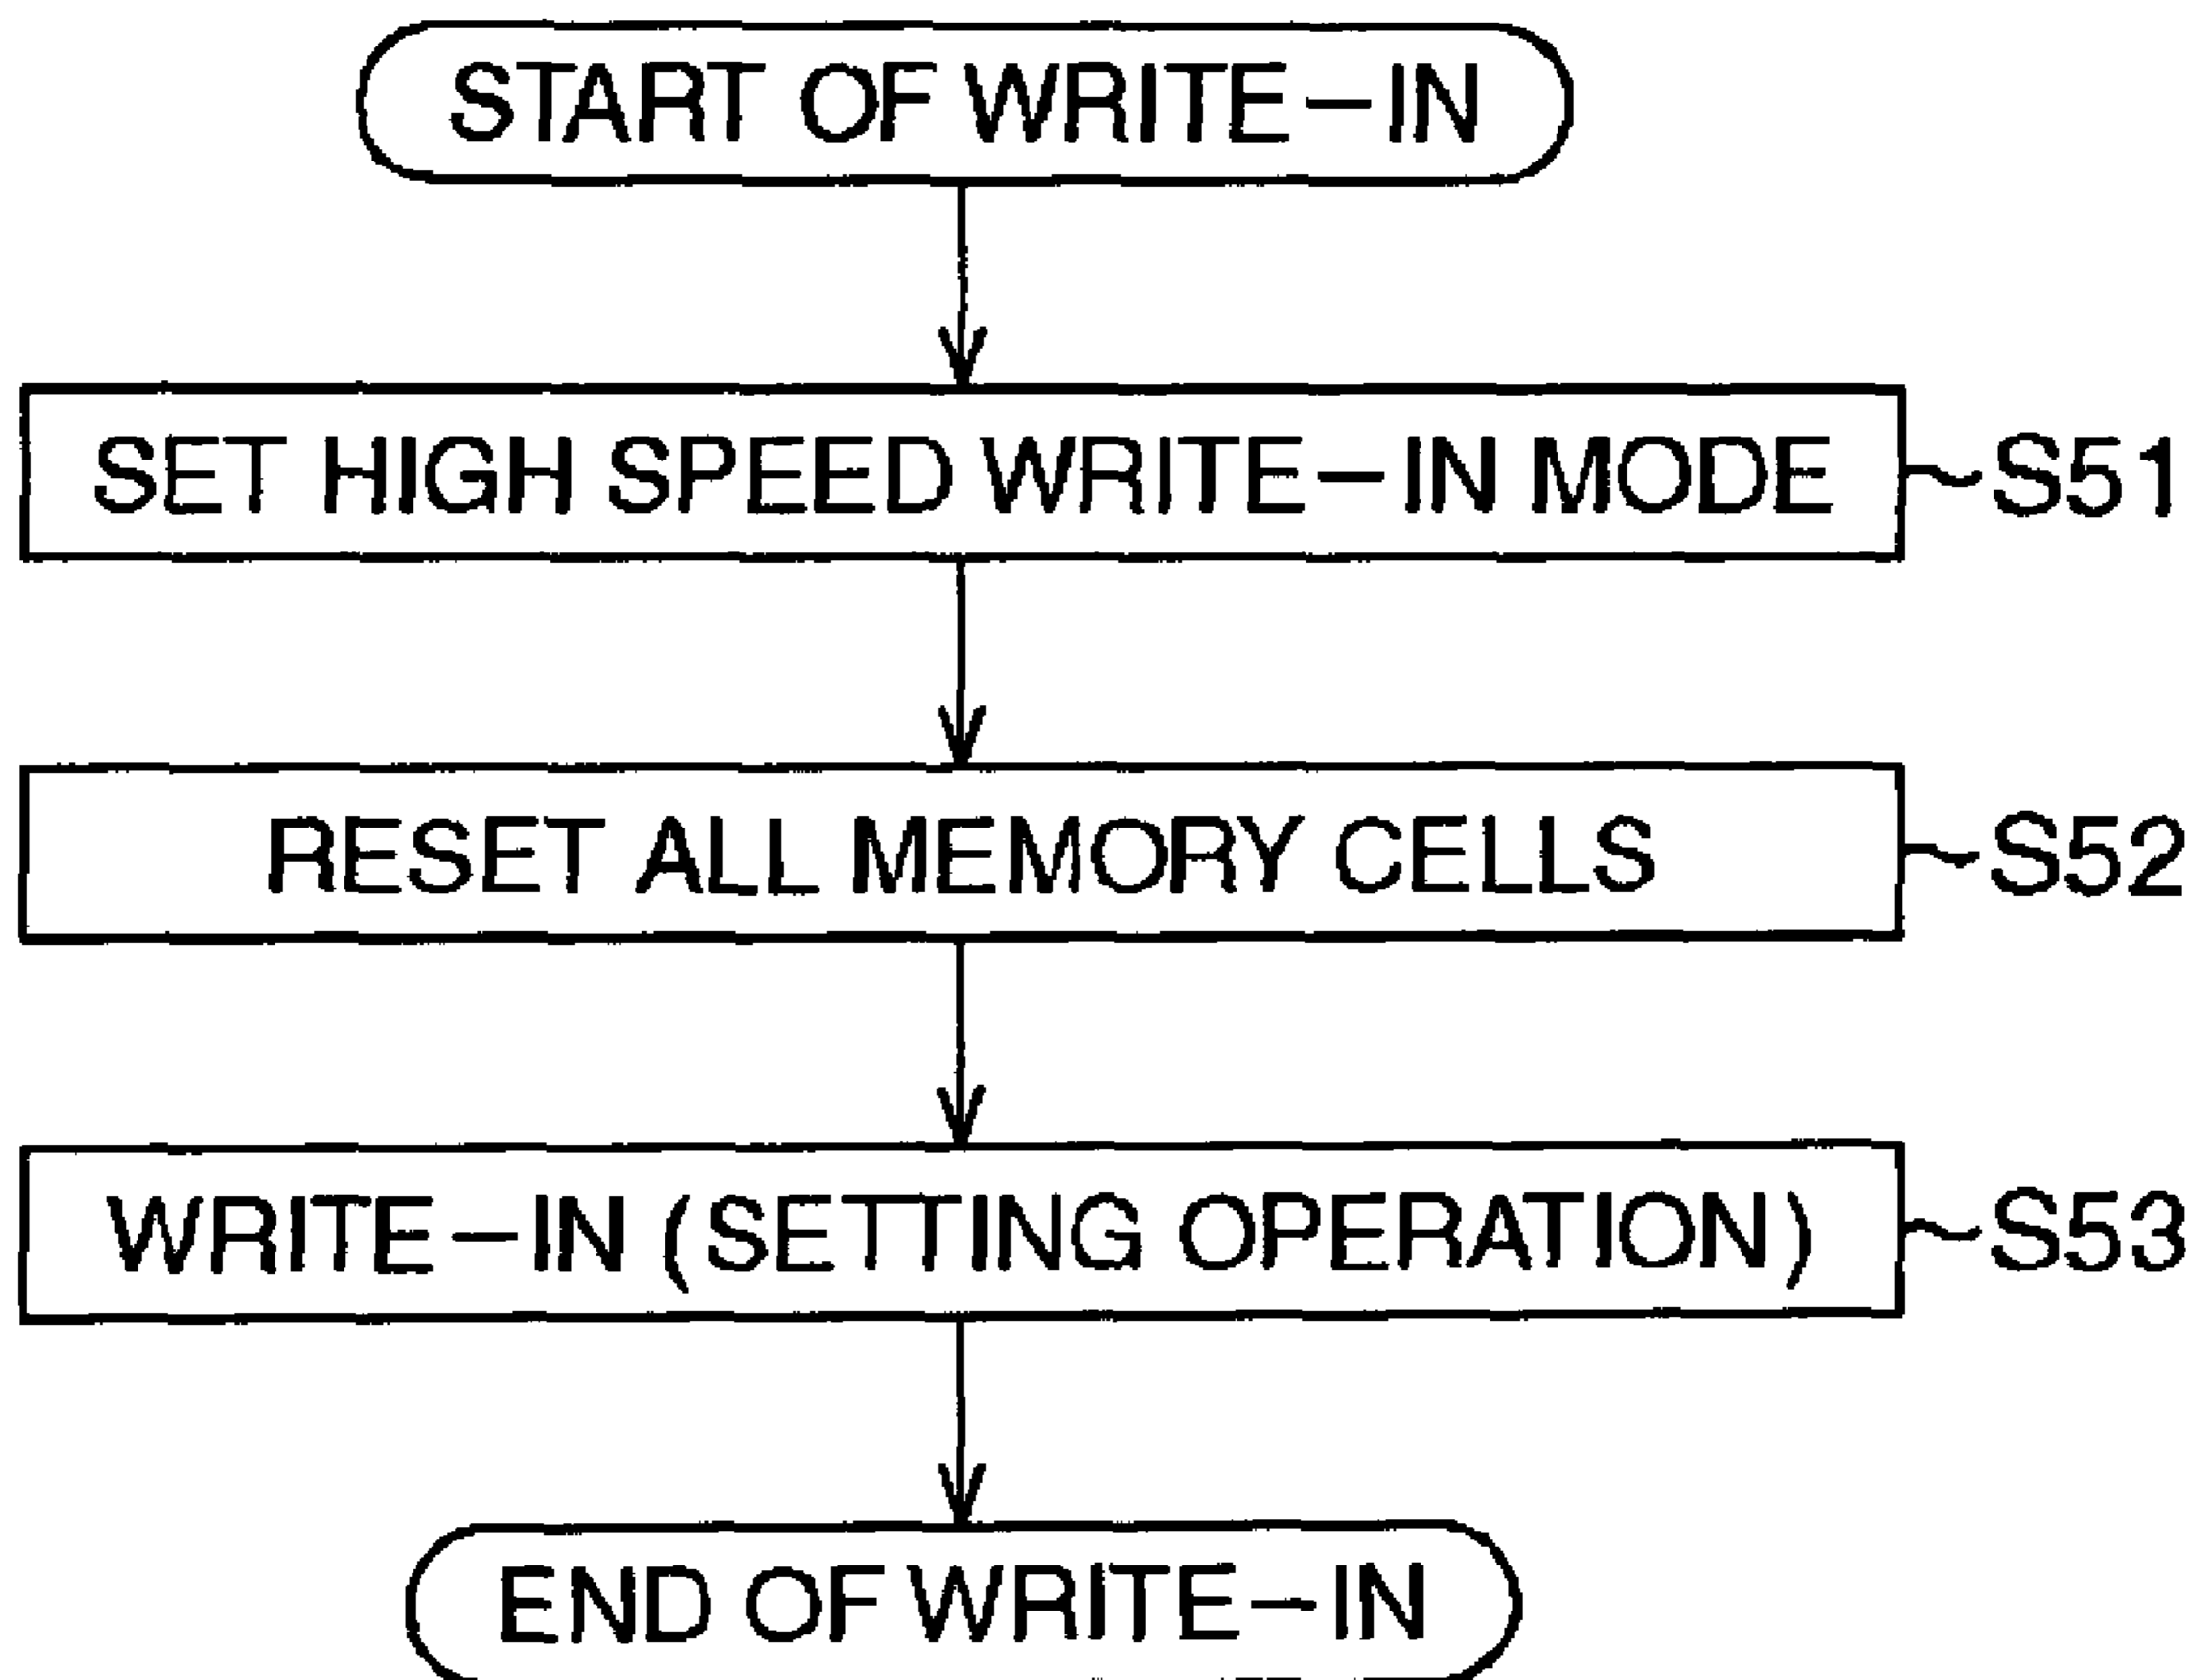 START OF WRITE-IN
SET HIGH SPEED WRITE-IN MODE S51
RESET ALL MEMORY CELLS S52
WRITE-IN (SETTING OPERATION) S53
END OF WRITE-IN